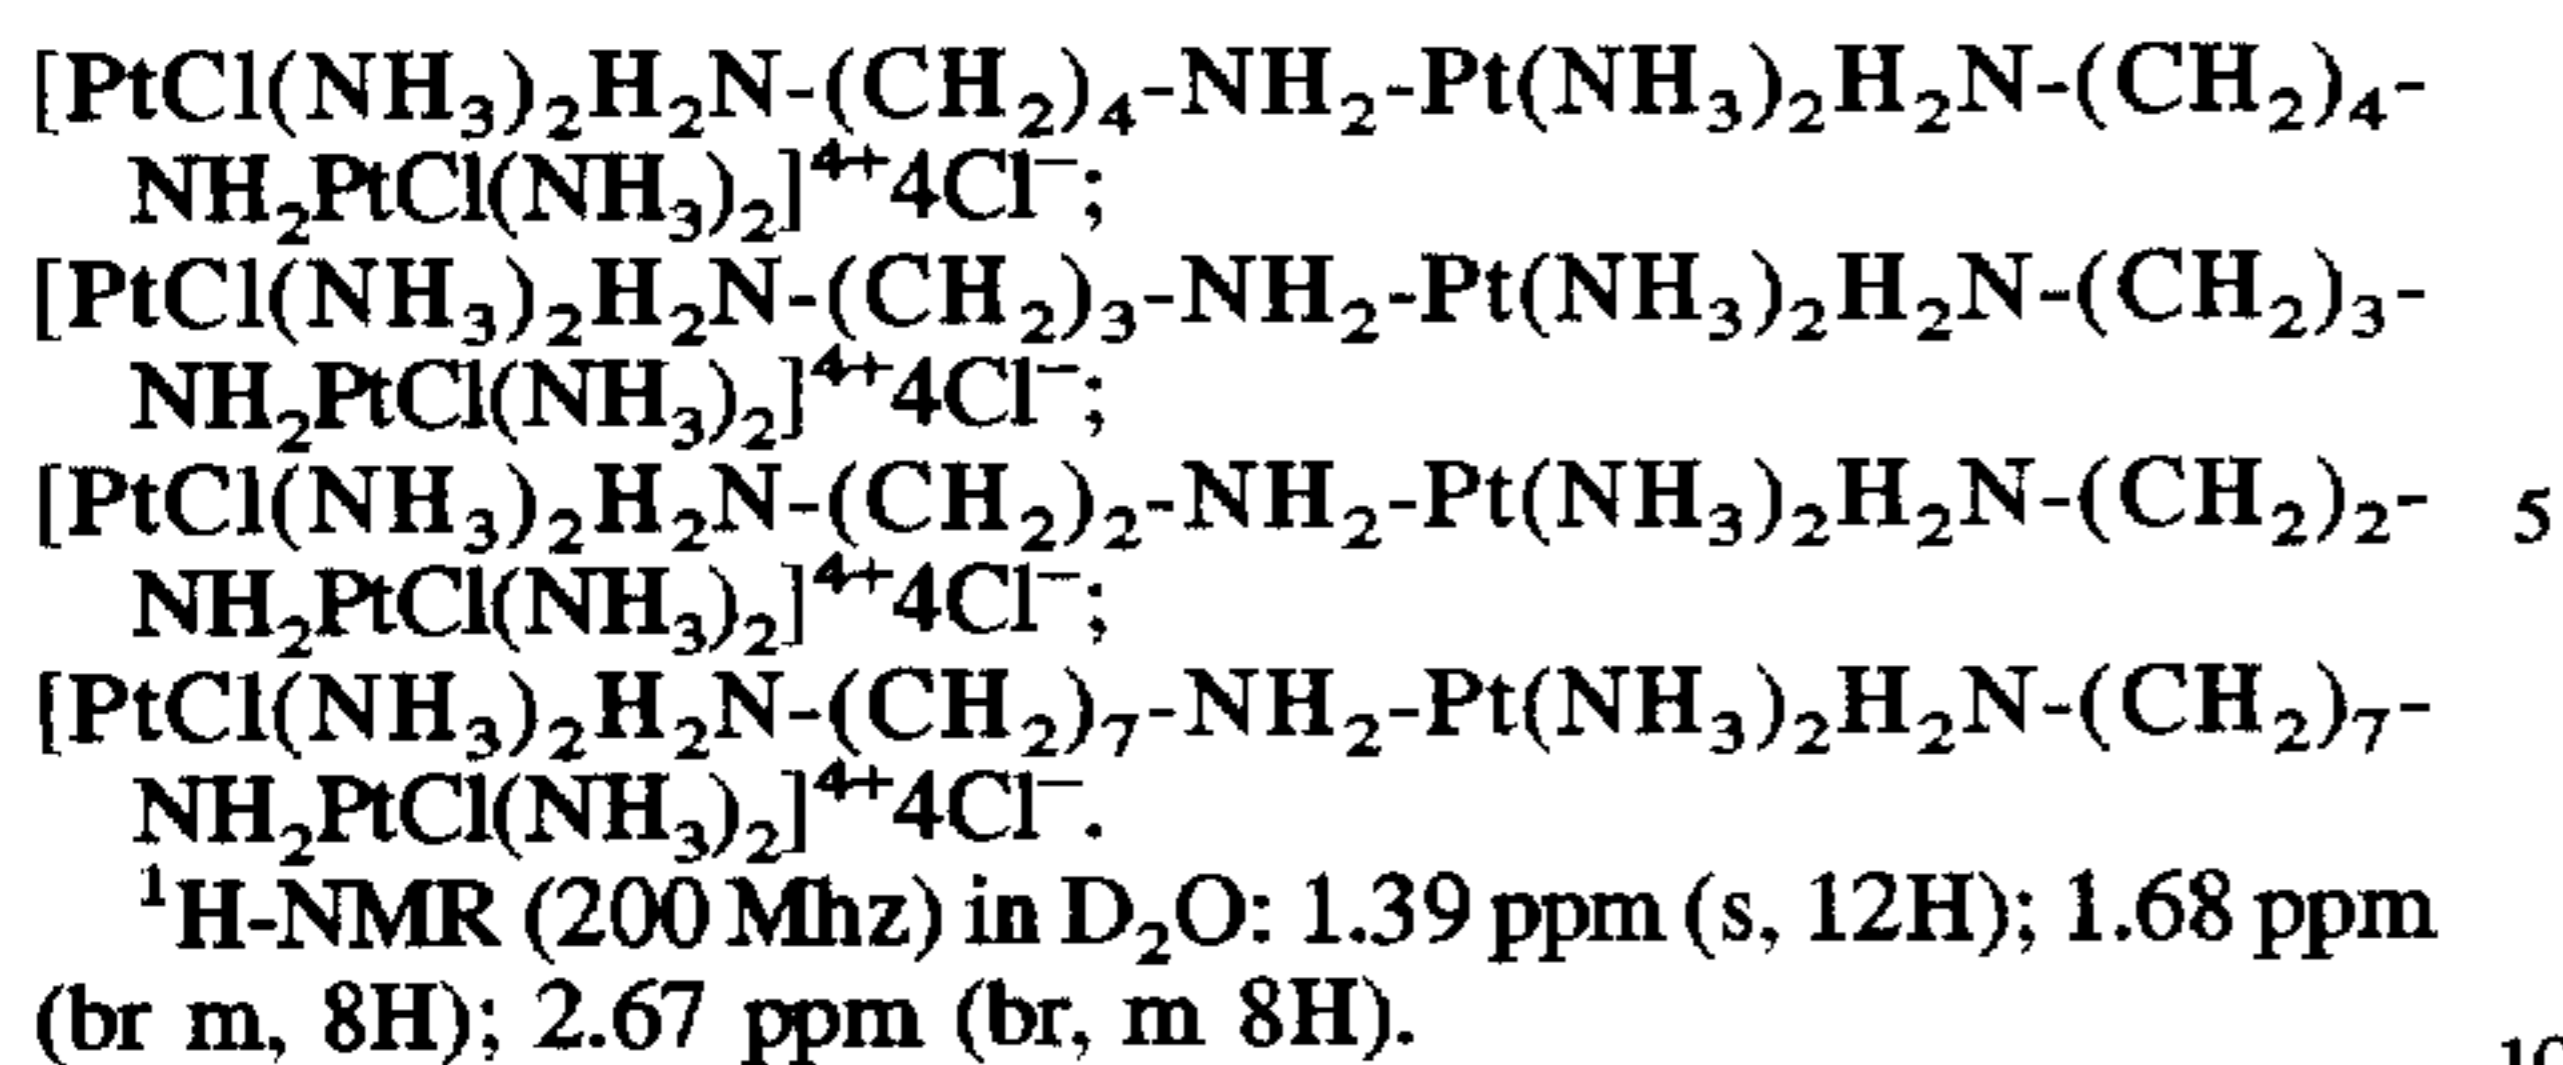 [PtCl(NH₃)₂H₂N-(CH₂)₄-NH₂-Pt(NH₃)₂H₂N-(CH₂)₄-
NH₂PtCl(NH₃)₂]⁴⁺4Cl⁻;
[PtCl(NH₃)₂H₂N-(CH₂)₃-NH₂-Pt(NH₃)₂H₂N-(CH₂)₃-
NH₂PtCl(NH₃)₂]⁴⁺4Cl⁻;
[PtCl(NH₃)₂H₂N-(CH₂)₂-NH₂-Pt(NH₃)₂H₂N-(CH₂)₂- 5
NH₂PtCl(NH₃)₂]⁴⁺4Cl⁻;
[PtCl(NH₃)₂H₂N-(CH₂)₇-NH₂-Pt(NH₃)₂H₂N-(CH₂)₇-
NH₂PtCl(NH₃)₂]⁴⁺4Cl⁻.
¹H-NMR (200 Mhz) in D₂O: 1.39 ppm (s, 12H); 1.68 ppm
(br m, 8H); 2.67 ppm (br, m 8H).
10